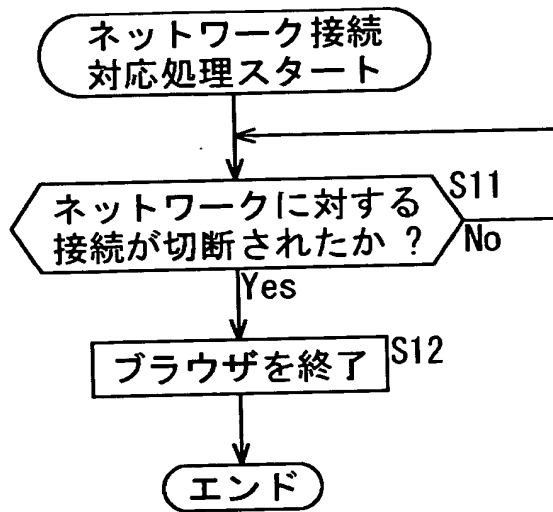 ネットワーク接続
対応処理スタート
S11
ネットワークに対する
接続が切断されたか？
No
Yes
ブラウザを終了
S12
エンド